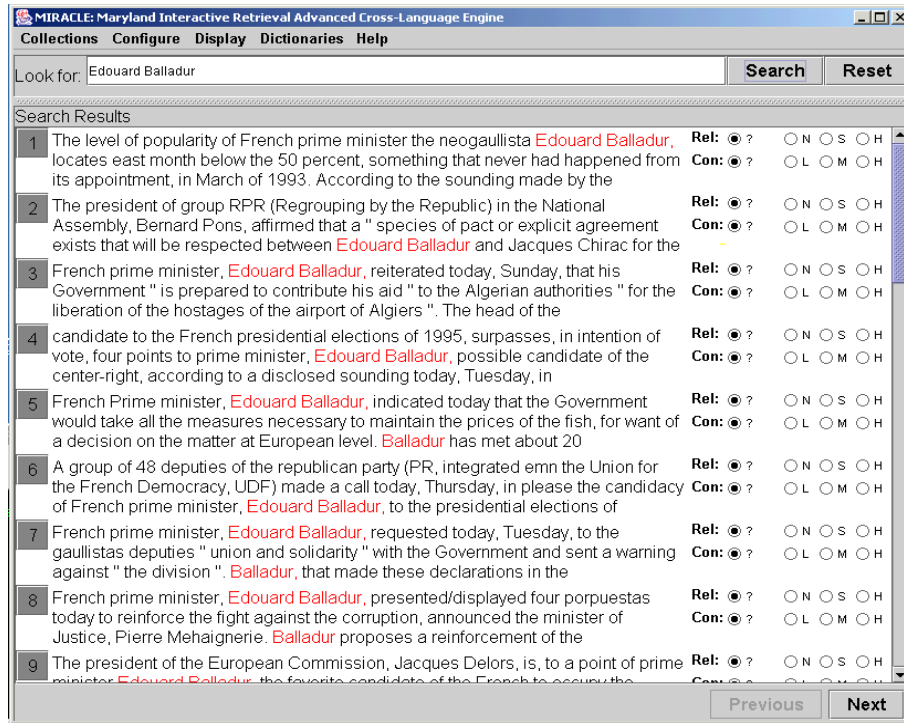 MIRACLE: Maryland Interactive Retrieval Advanced Cross-Language Engine
Collections Configure Display Dictionaries Help
Look for: Edouard Balladur Search Reset
Search Results
1 The level of popularity of French prime minister the neogaullista Edouard Balladur, Rel: ? N S H
locates east month below the 50 percent, something that never had happened from Con: ? L M H
its appointment, in March of 1993. According to the sounding made by the
2 The president of group RPR (Regrouping by the Republic) in the National Rel: ? N S H
Assembly, Bernard Pons, affirmed that a " species of pact or explicit agreement Con: ? L M H
exists that will be respected between Edouard Balladur and Jacques Chirac for the
3 French prime minister, Edouard Balladur, reiterated today, Sunday, that his Rel: ? N S H
Government " is prepared to contribute his aid " to the Algerian authorities " for the Con: ? L M H
liberation of the hostages of the airport of Algiers ". The head of the
4 candidate to the French presidential elections of 1995, surpasses, in intention of Rel: ? N S H
vote, four points to prime minister, Edouard Balladur, possible candidate of the Con: ? L M H
center-right, according to a disclosed sounding today, Tuesday, in
5 French Prime minister, Edouard Balladur, indicated today that the Government Rel: ? N S H
would take all the measures necessary to maintain the prices of the fish, for want of Con: ? L M H
a decision on the matter at European level. Balladur has met about 20
6 A group of 48 deputies of the republican party (PR, integrated emn the Union for Rel: ? N S H
the French Democracy, UDF) made a call today, Thursday, in please the candidacy Con: ? L M H
of French prime minister, Edouard Balladur, to the presidential elections of
7 French prime minister, Edouard Balladur, requested today, Tuesday, to the Rel: ? N S H
gaullistas deputies " union and solidarity " with the Government and sent a warning Con: ? L M H
against " the division ". Balladur, that made these declarations in the
8 French prime minister, Edouard Balladur, presented/displayed four porpuestas Rel: ? N S H
today to reinforce the fight against the corruption, announced the minister of Con: ? L M H
Justice, Pierre Mehaignerie. Balladur proposes a reinforcement of the
9 The president of the European Commission, Jacques Delors, is, to a point of prime Rel: ? N S H
minister Edouard Balladur, the favorite candidate of the French to occupy the Con: ? L M H
Previous Next